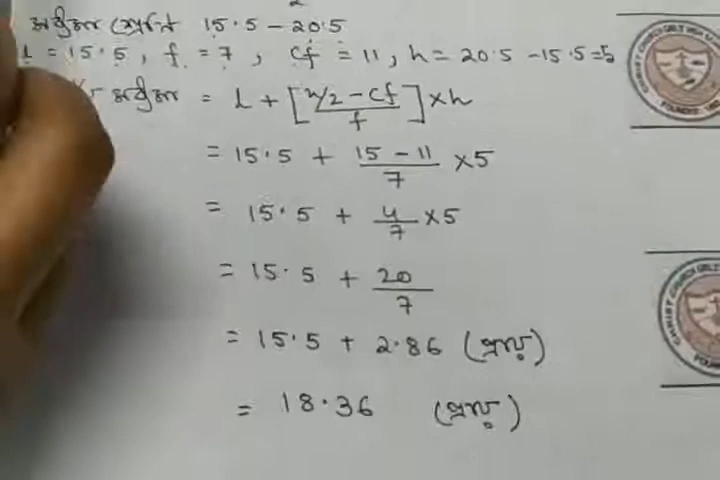 মধ্যমা শ্রেণি 15.5 - 20.5
l = 15.5, f = 7, cf = 11, h = 20.5 - 15.5 = 5
মধ্যমা = l + [n/2 - cf / f] × h
= 15.5 + 15 - 11 / 7 × 5
= 15.5 + 4/7 × 5
= 15.5 + 20/7
= 15.5 + 2.86 (প্রায়)
= 18.36 (প্রায়)